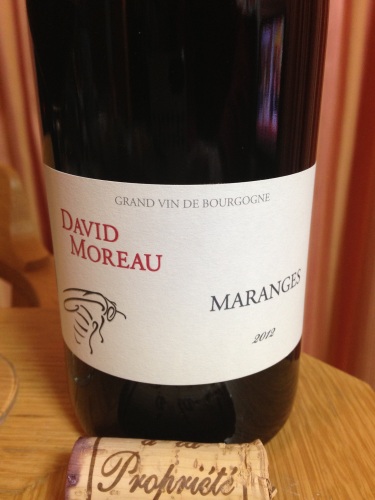 GRAND VIN DE BOURGOGNE
DAVID
MOREAU
MARANGES
2012
Propriété